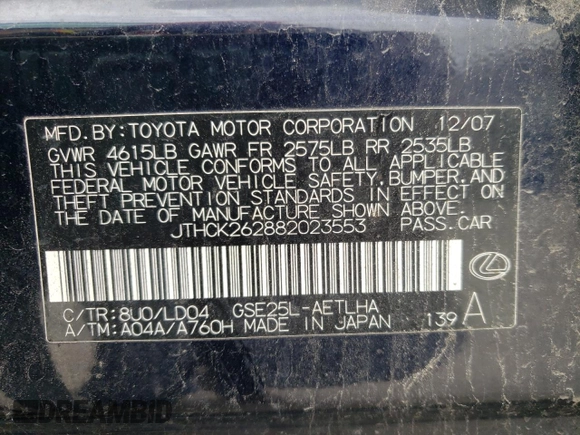 MFD. BY: TOYOTA MOTOR CORPORATION 12/07
GVWR 4615LB GAWR FR 2575LB RR 2535LB
THIS VEHICLE CONFORMS TO ALL APPLICABLE
FEDERAL MOTOR VEHICLE SAFETY, BUMPER, AND
THEFT PREVENTION STANDARDS IN EFFECT ON
THE DATE OF MANUFACTURE SHOWN ABOVE.
JTHCK262882023553 PASS. CAR
C/TR: 8U0/LD04 GSE25L-AETLHA
A/TM: A04A/A760H MADE IN JAPAN 139 A
DREAMBID